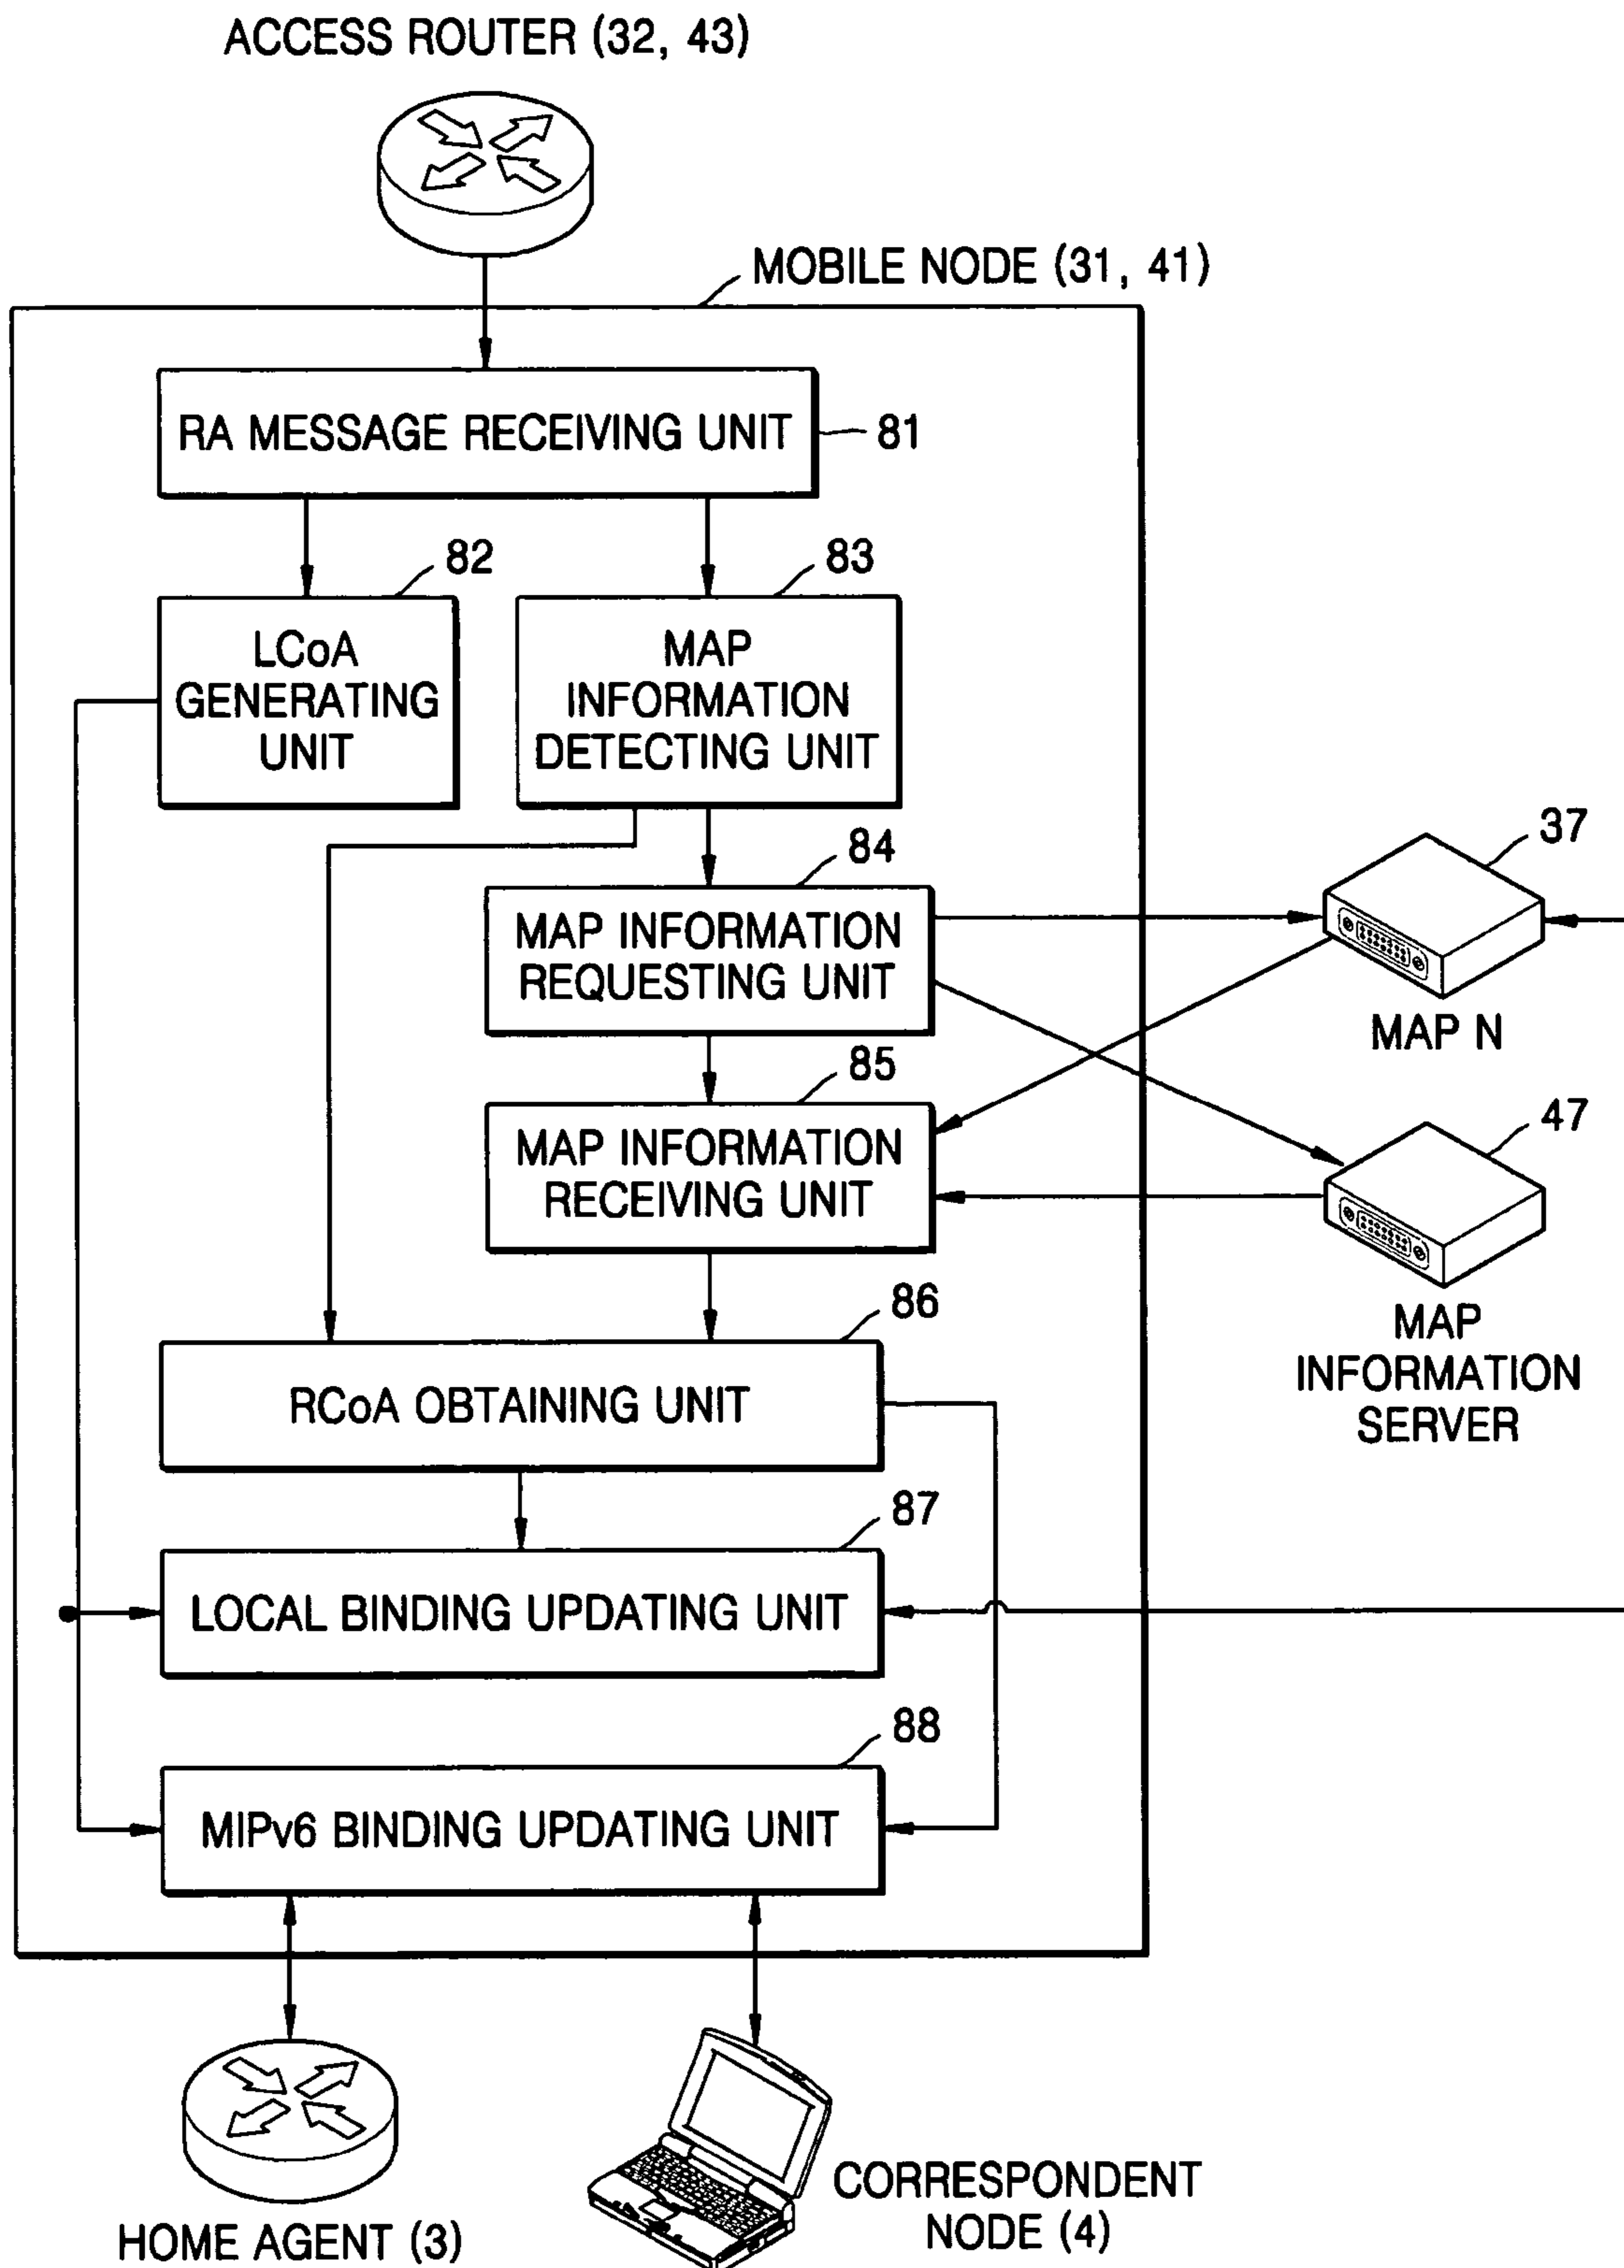 ACCESS ROUTER (32, 43)
MOBILE NODE (31, 41)
RA MESSAGE RECEIVING UNIT
81
82
83
LCoA
GENERATING
UNIT
MAP
INFORMATION
DETECTING UNIT
84
37
MAP INFORMATION
REQUESTING UNIT
MAP N
85
47
MAP INFORMATION
RECEIVING UNIT
MAP
INFORMATION
SERVER
86
RCoA OBTAINING UNIT
87
LOCAL BINDING UPDATING UNIT
88
MIPv6 BINDING UPDATING UNIT
HOME AGENT (3)
CORRESPONDENT
NODE (4)